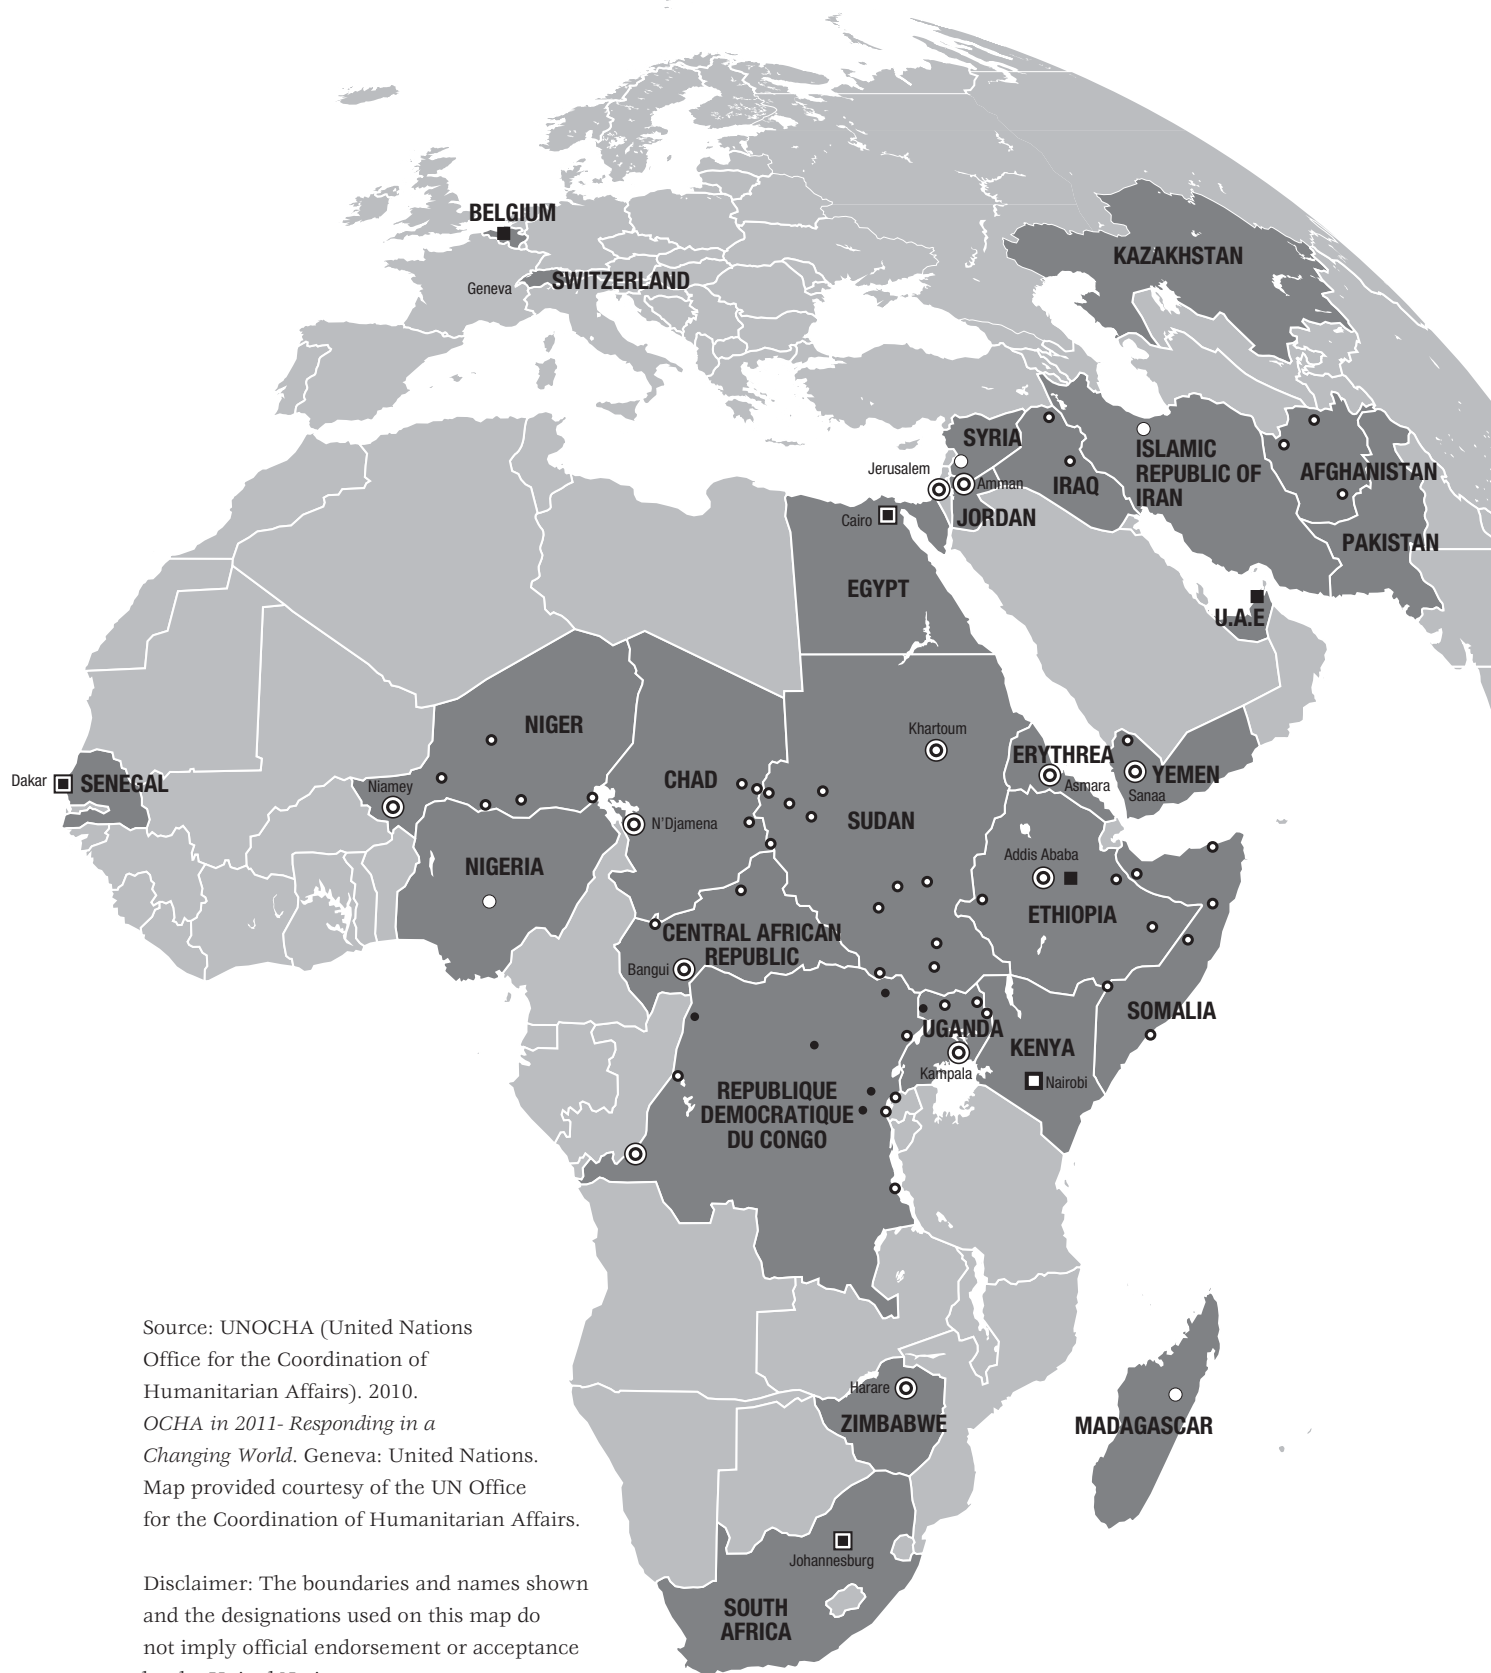 BELGIUM
KAZAKHSTAN
SWITZERLAND
Geneva
SYRIA
ISLAMIC
REPUBLIC OF
IRAN
Jerusalem
Amman
IRAQ
AFGHANISTAN
JORDAN
Cairo
PAKISTAN
EGYPT
U.A.E
NIGER
Khartoum
ERYTHREA
Dakar
SENEGAL
Niamey
CHAD
Asmara
YEMEN
Sanaa
N'Djamena
SUDAN
NIGERIA
Addis Ababa
ETHIOPIA
CENTRAL AFRICAN
REPUBLIC
Bangui
SOMALIA
UGANDA
KENYA
Kampala
Nairobi
REPUBLIQUE
DEMOCRATIQUE
DU CONGO
Source: UNOCHA (United Nations
Office for the Coordination of
Humanitarian Affairs). 2010.
OCHA in 2011- Responding in a
Changing World. Geneva: United Nations.
Map provided courtesy of the UN Office
for the Coordination of Humanitarian Affairs.
Harare
ZIMBABWE
MADAGASCAR
Johannesburg
SOUTH
AFRICA
Disclaimer: The boundaries and names shown
and the designations used on this map do
not imply official endorsement or acceptance